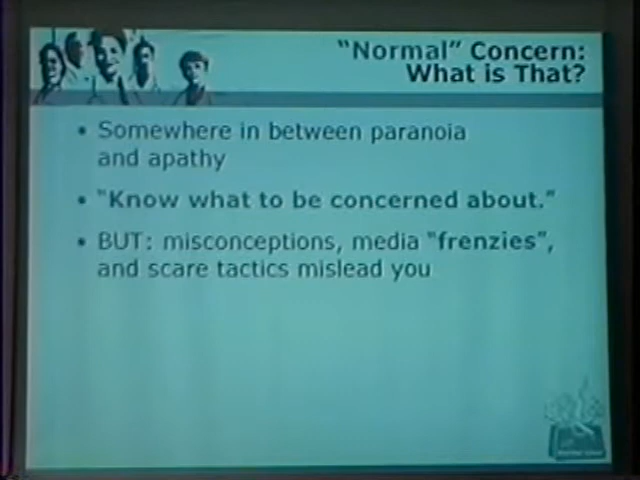 "Normal" Concern:
What is That?
• Somewhere in between paranoia
and apathy
• "Know what to be concerned about."
• BUT: misconceptions, media "frenzies",
and scare tactics mislead you